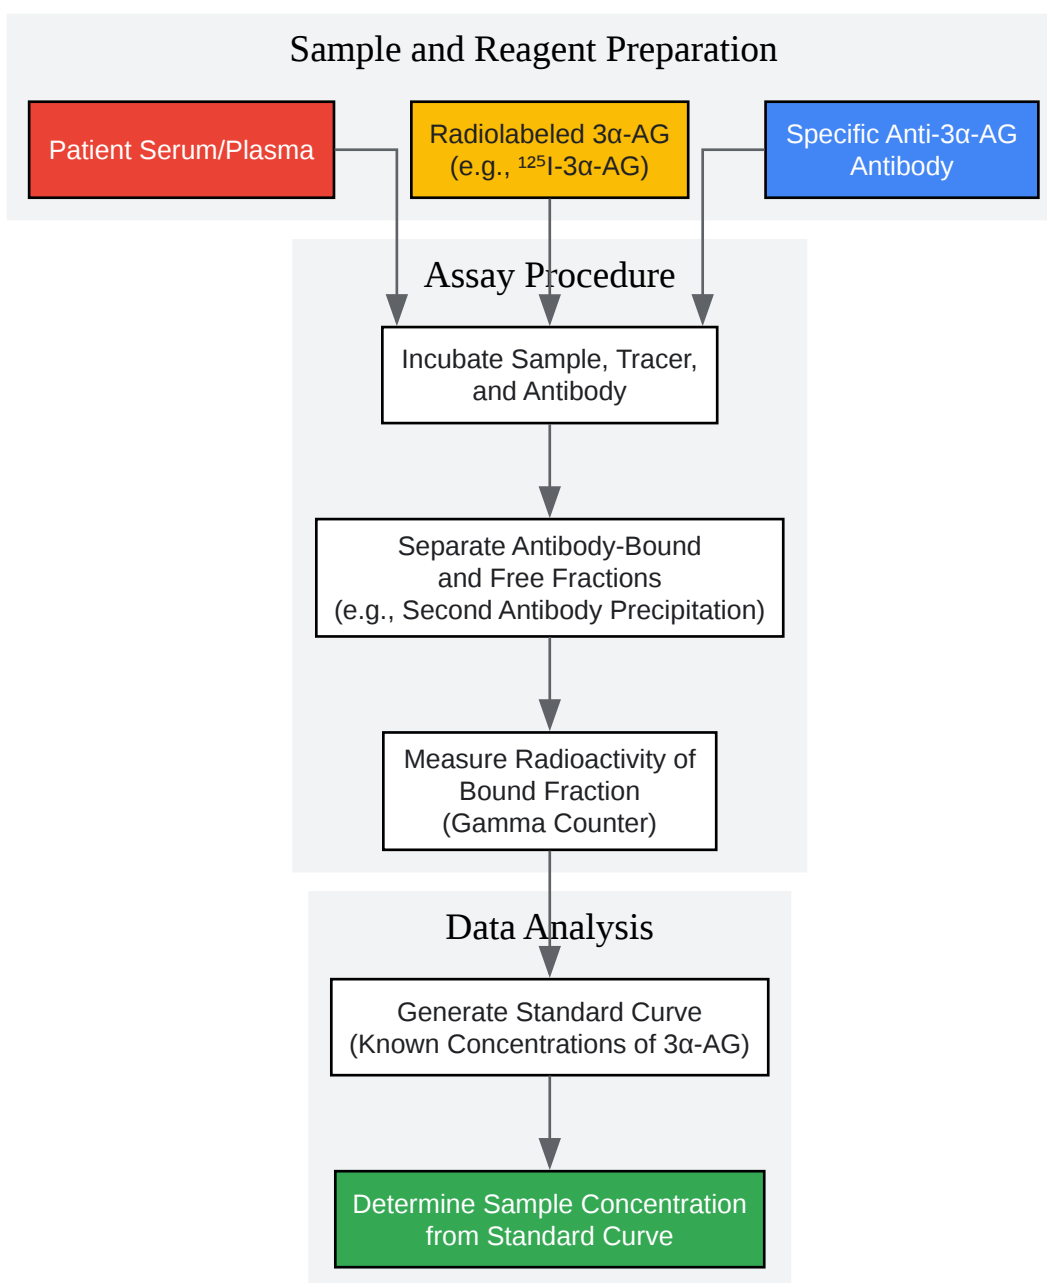 Sample and Reagent Preparation
Patient Serum/Plasma
Radiolabeled 3α-AG
(e.g., ¹²⁵I-3α-AG)
Specific Anti-3α-AG
Antibody
Assay Procedure
Incubate Sample, Tracer,
and Antibody
Separate Antibody-Bound
and Free Fractions
(e.g., Second Antibody Precipitation)
Measure Radioactivity of
Bound Fraction
(Gamma Counter)
Data Analysis
Generate Standard Curve
(Known Concentrations of 3α-AG)
Determine Sample Concentration
from Standard Curve